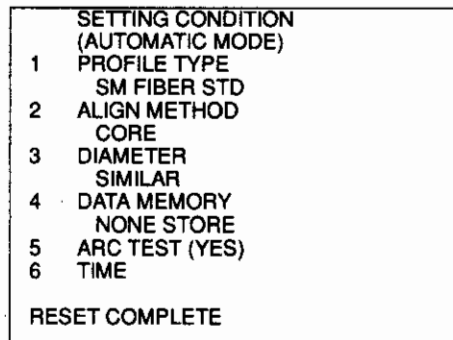 SETTING CONDITION
(AUTOMATIC MODE)
1 PROFILE TYPE
SM FIBER STD
2 ALIGN METHOD
CORE
3 DIAMETER
SIMILAR
4 DATA MEMORY
NONE STORE
5 ARC TEST (YES)
6 TIME
RESET COMPLETE